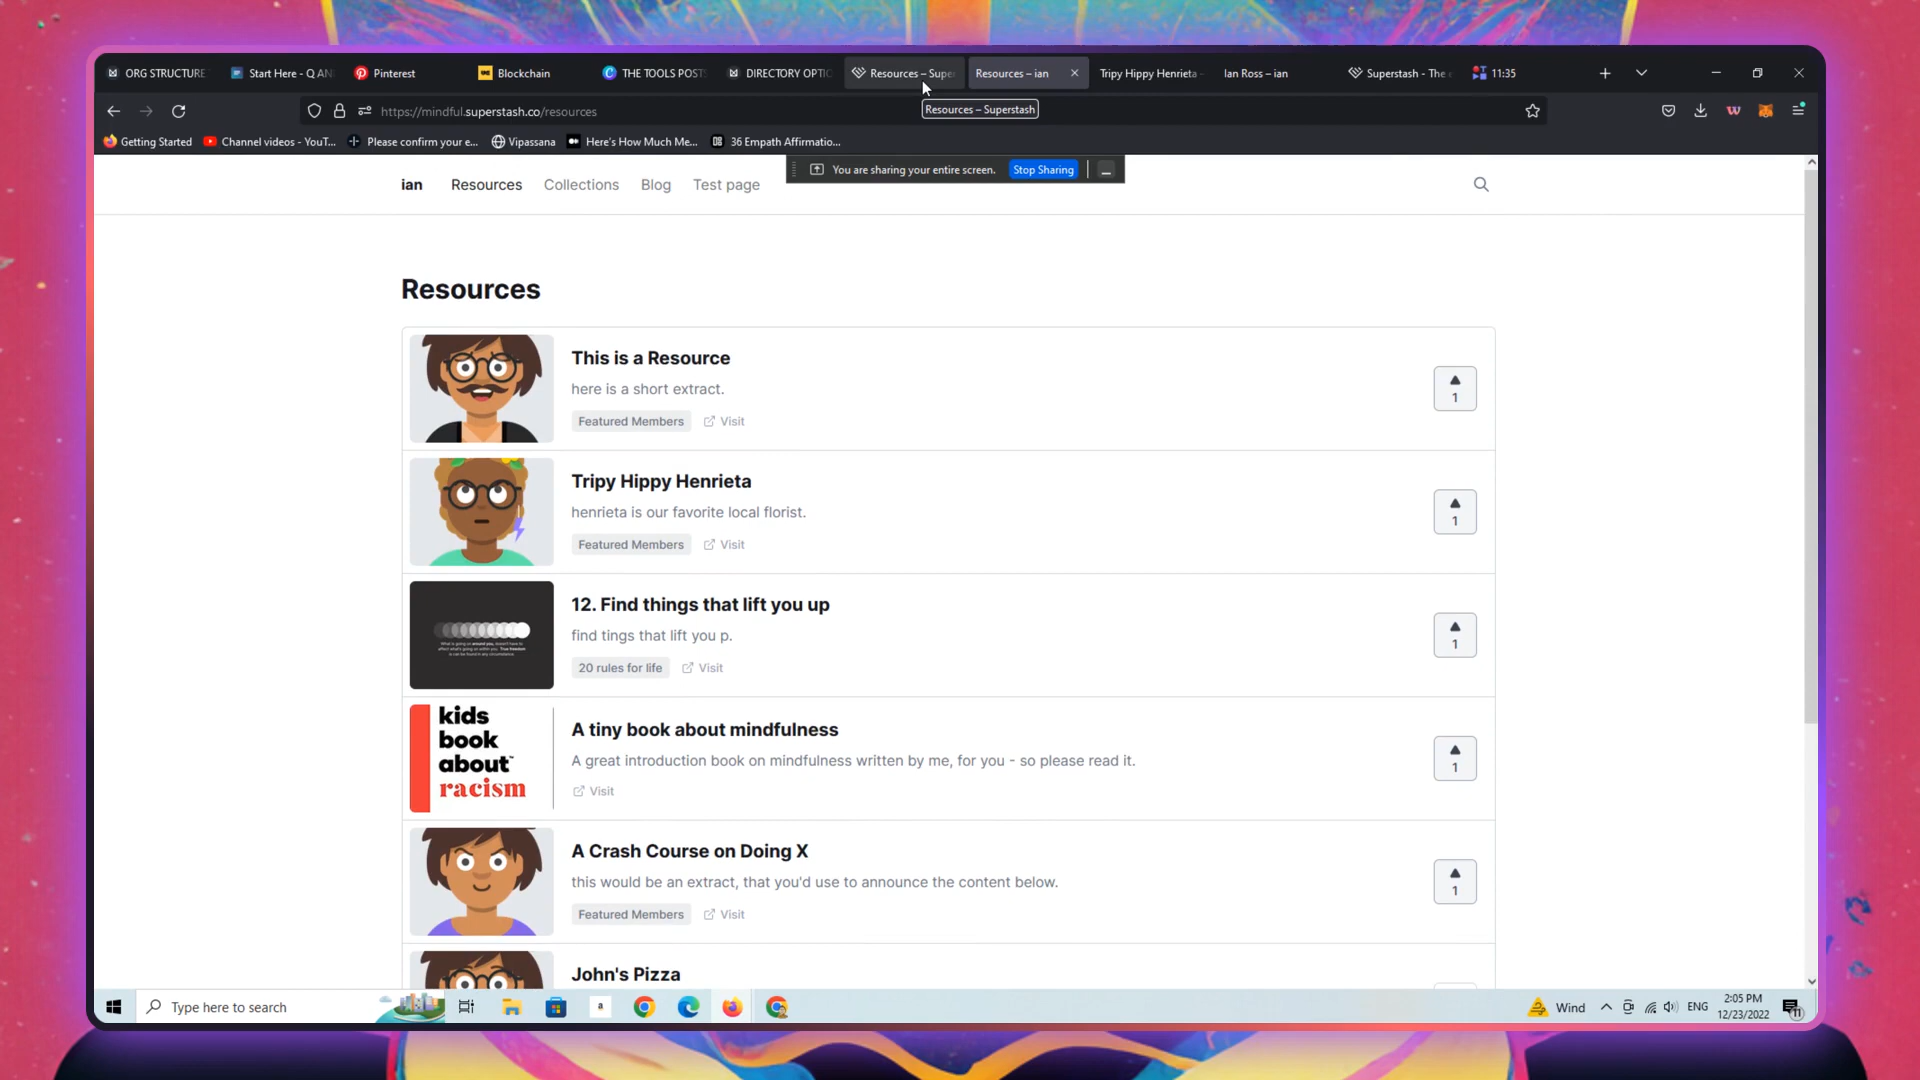 ORG STRUCTURE
Start Here - Q AN
Pinterest
Blockchain
THE TOOLS POST
DIRECTORY OPTIO
Resources – Supe
Resources – ian
Tripy Hippy Henrieta -
Ian Ross – ian
Superstash - The
11:35
https://mindful.superstash.co/resources
Resources – Superstash
Getting Started
Channel videos - YouT...
Please confirm your e...
Vipassana
Here's How Much Me...
36 Empath Affirmatio...
You are sharing your entire screen.
Stop Sharing
ian
Resources
Collections
Blog
Test page
Resources
This is a Resource
here is a short extract.
Featured Members
Visit
1
Tripy Hippy Henrieta
henrieta is our favorite local florist.
Featured Members
Visit
1
12. Find things that lift you up
find tings that lift you p.
20 rules for life
Visit
1
kids
book
about™
racism
A tiny book about mindfulness
A great introduction book on mindfulness written by me, for you - so please read it.
Visit
1
A Crash Course on Doing X
this would be an extract, that you'd use to announce the content below.
Featured Members
Visit
1
John's Pizza
Type here to search
a
Wind
ENG
2:05 PM
12/23/2022
11